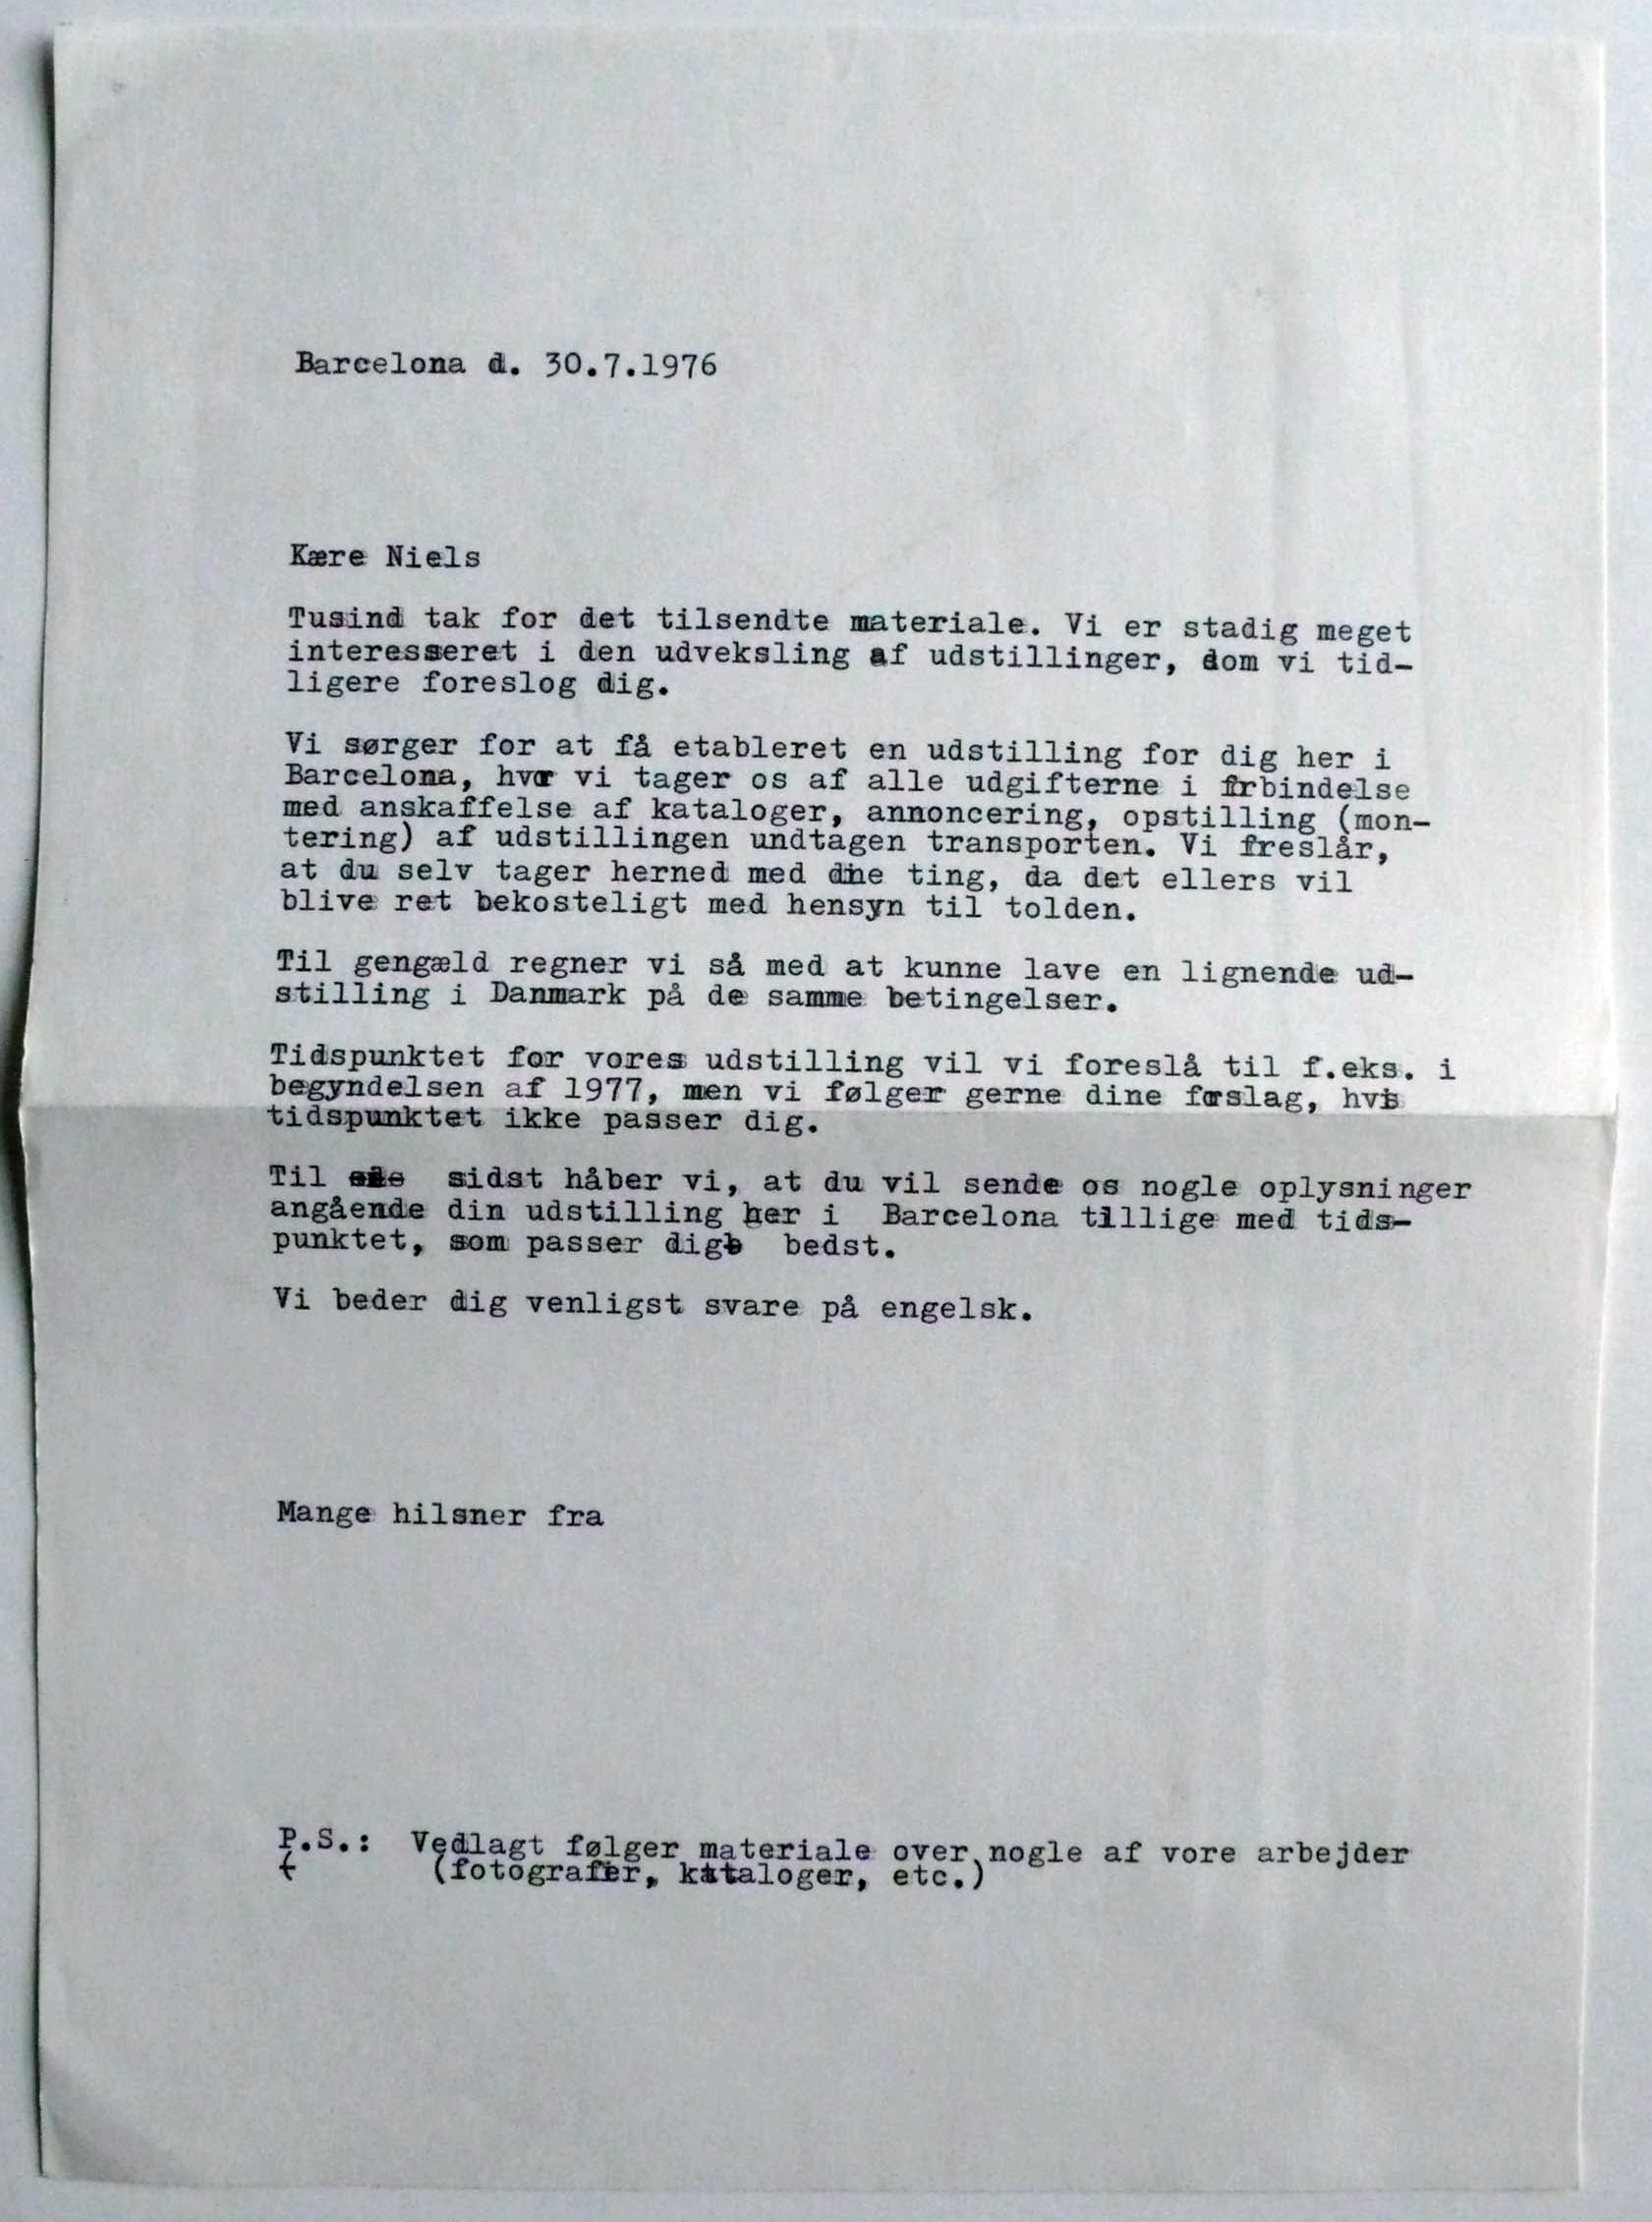 Barcelona d. 30.7.1976
Kære Niels
Tusind tak for det tilsendte materiale. Vi er stadig meget
interesseret i den udveksling af udstillinger, dom vi tid-
ligere foreslog dig.
Vi sørger for at få etableret en udstilling for dig her i
Barcelona, hvor vi tager os af alle udgifterne i frbindelse
med anskaffelse af kataloger, annoncering, opstilling (mon-
tering) af udstillingen undtagen transporten. Vi freslår,
at du selv tager herned med dine ting, da det ellers vil
blive ret bekosteligt med hensyn til tolden.
Til gengæld regner vi så med at kunne lave en lignende ud-
stilling i Danmark på de samme betingelser.
Tidspunktet for vores udstilling vil vi foreslå til f.eks. i
begyndelsen af 1977, men vi følger gerne dine forslag, hvis
tidspunktet ikke passer dig.
Til sidst håber vi, at du vil sende os nogle oplysninger
angående din udstilling her i Barcelona tillige med tids-
punktet, som passer dig bedst.
Vi beder dig venligst svare på engelsk.
Mange hilsner fra
P.S.: Vedlagt følger materiale over nogle af vore arbejder
(fotografer, kataloger, etc.)